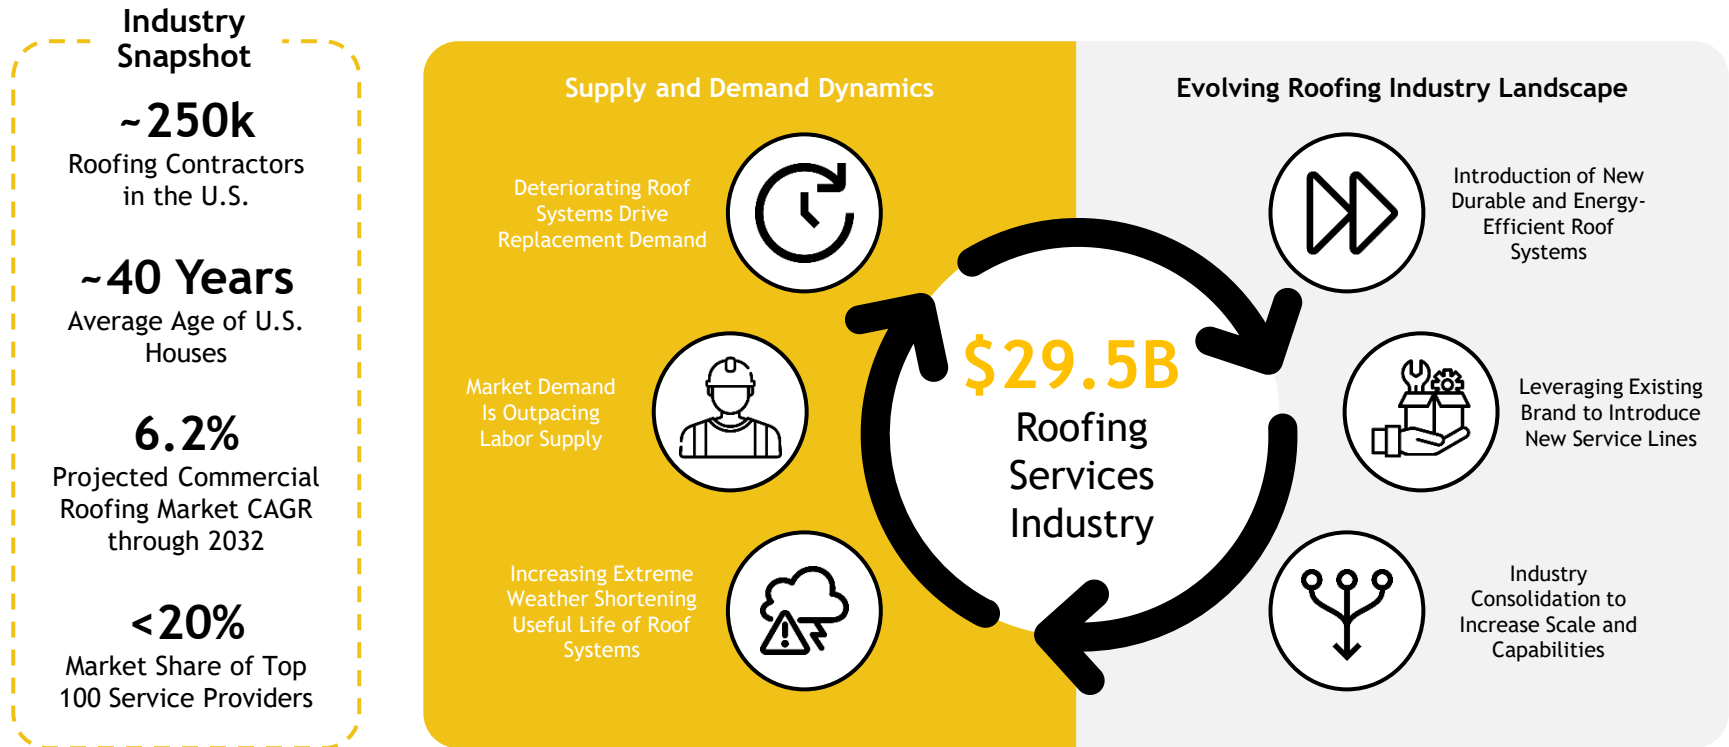 Industry
Snapshot
~250k
Roofing Contractors
in the U.S.
~40 Years
Average Age of U.S.
Houses
6.2%
Projected Commercial
Roofing Market CAGR
through 2032
<20%
Market Share of Top
100 Service Providers
Supply and Demand Dynamics
Deteriorating Roof
Systems Drive
Replacement Demand
Market Demand
Is Outpacing
Labor Supply
Increasing Extreme
Weather Shortening
Useful Life of Roof
Systems
$29.5B
Roofing
Services
Industry
Evolving Roofing Industry Landscape
Introduction of New
Durable and Energy-
Efficient Roof
Systems
Leveraging Existing
Brand to Introduce
New Service Lines
Industry
Consolidation to
Increase Scale and
Capabilities